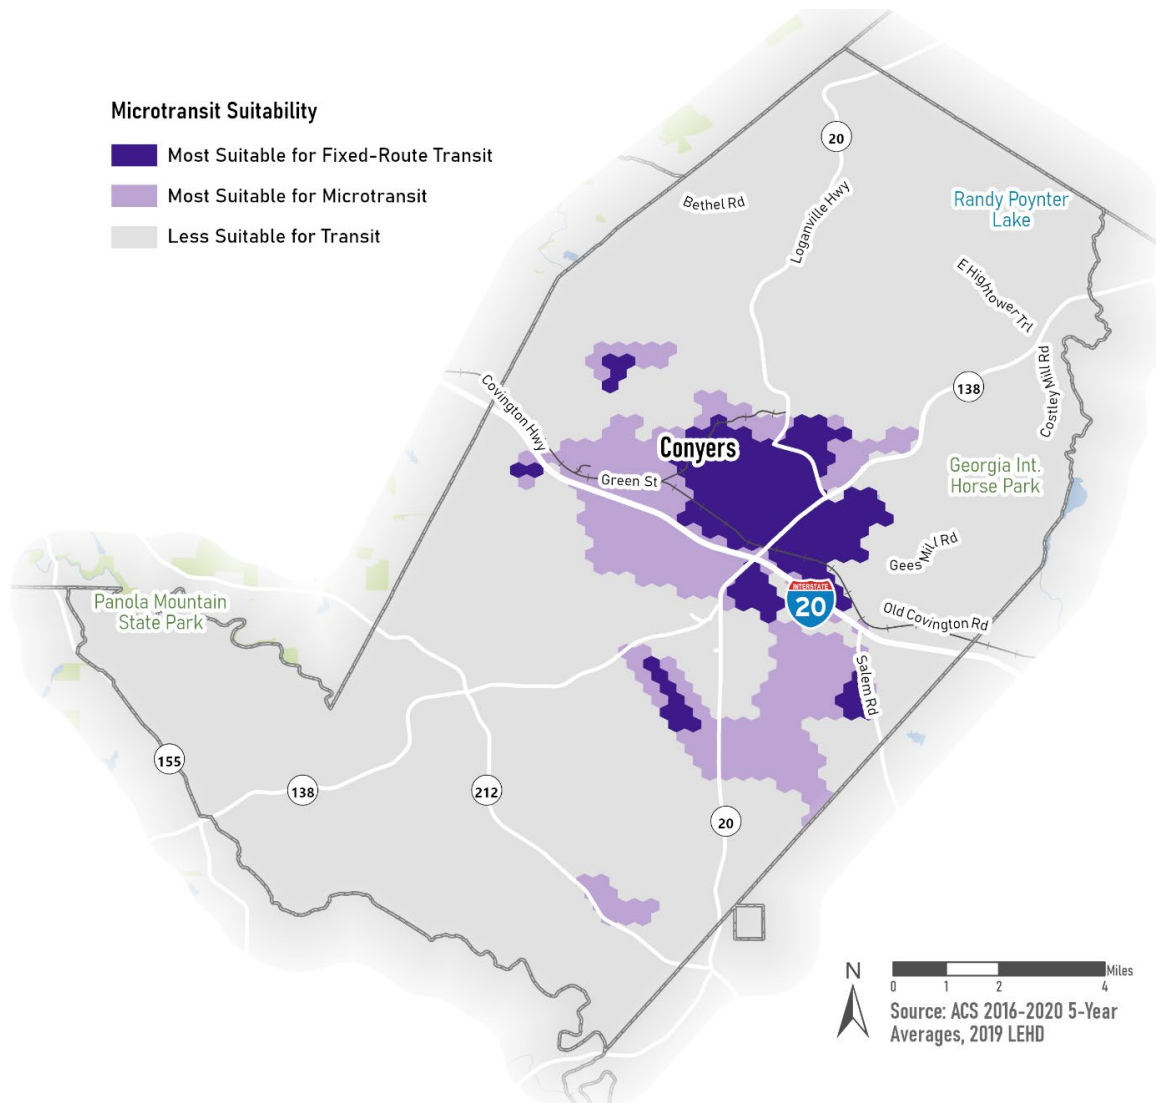 Microtransit Suitability
Most Suitable for Fixed-Route Transit
Most Suitable for Microtransit
Less Suitable for Transit
20
Bethel Rd
Loganville Hwy
Randy Poynter
Lake
E Hightower Trl
Costley Mill Rd
138
Covington Hwy
Conyers
Green St
Georgia Int.
Horse Park
Gees Mill Rd
INTERSTATE
20
Old Covington Rd
Panola Mountain
State Park
Salem Rd
155
138
212
20
N
0 1 2 4
Miles
Source: ACS 2016-2020 5-Year
Averages, 2019 LEHD